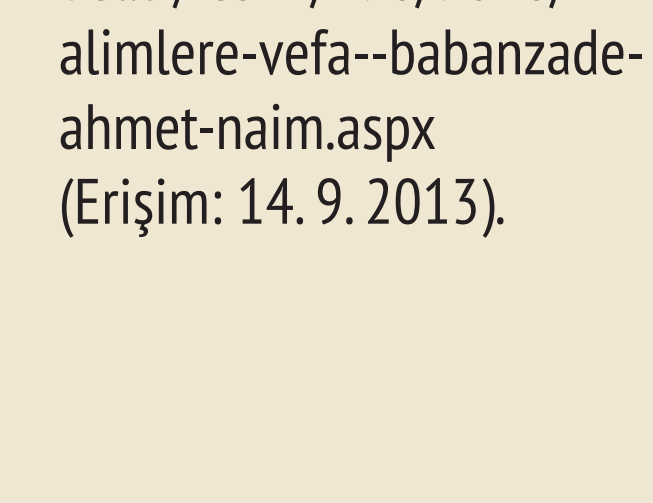 alimlere-vefa--babanzade-
ahmet-naim.aspx
(Erişim: 14. 9. 2013).